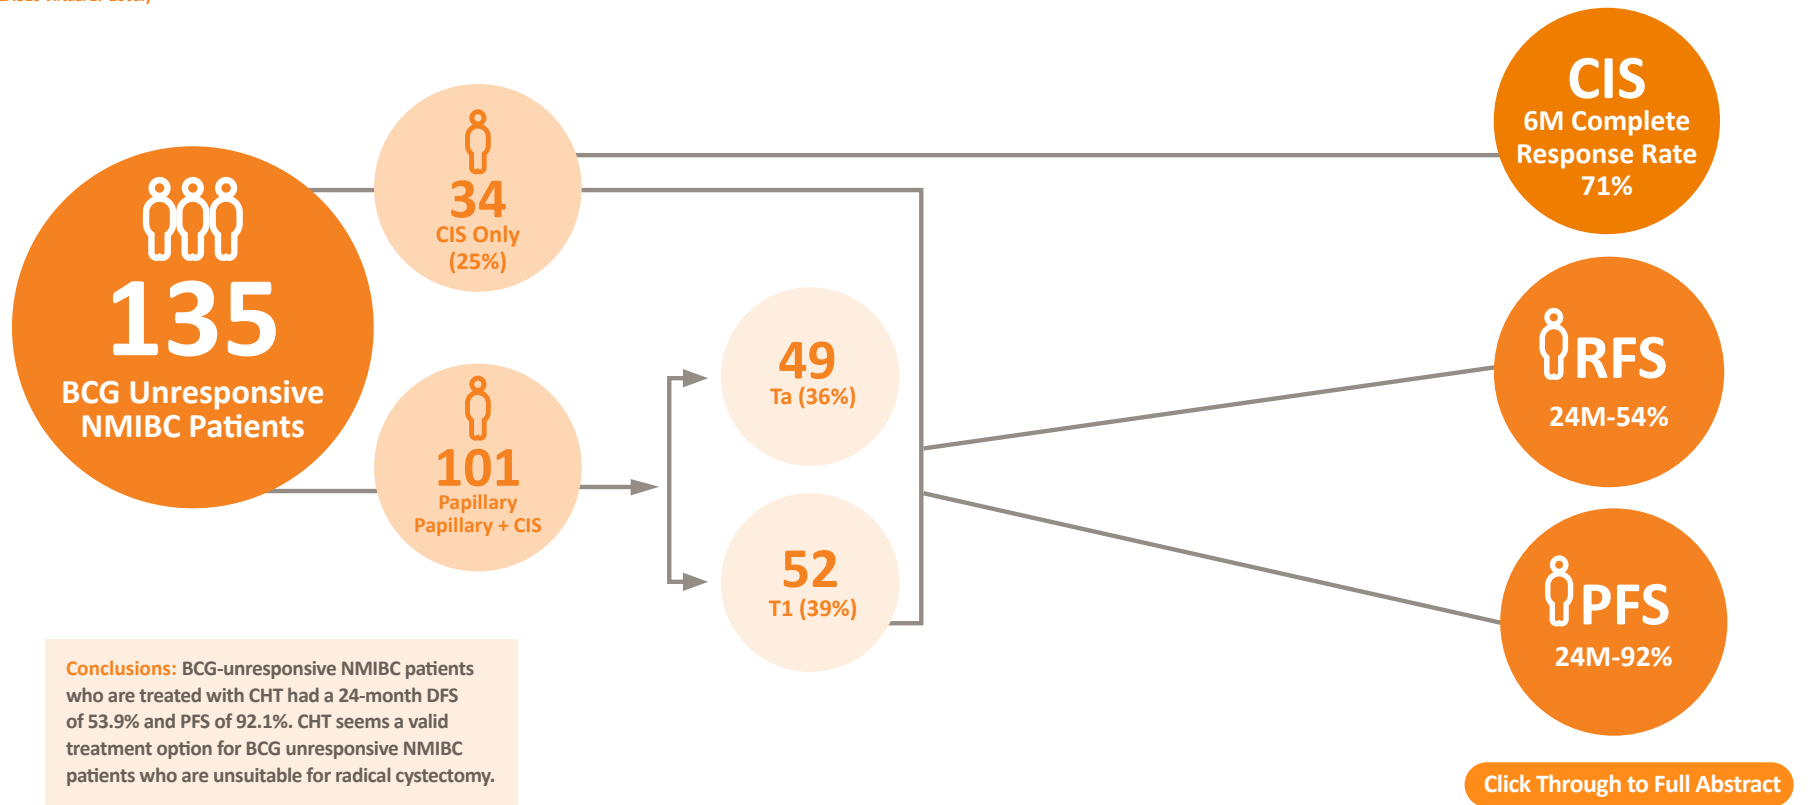 135
BCG Unresponsive
NMIBC Patients
34
CIS Only
(25%)
101
Papillary
Papillary + CIS
49
Ta (36%)
52
T1 (39%)
CIS
6M Complete
Response Rate
71%
RFS
24M-54%
PFS
24M-92%
Conclusions: BCG-unresponsive NMIBC patients
who are treated with CHT had a 24-month DFS
of 53.9% and PFS of 92.1%. CHT seems a valid
treatment option for BCG unresponsive NMIBC
patients who are unsuitable for radical cystectomy.
Click Through to Full Abstract